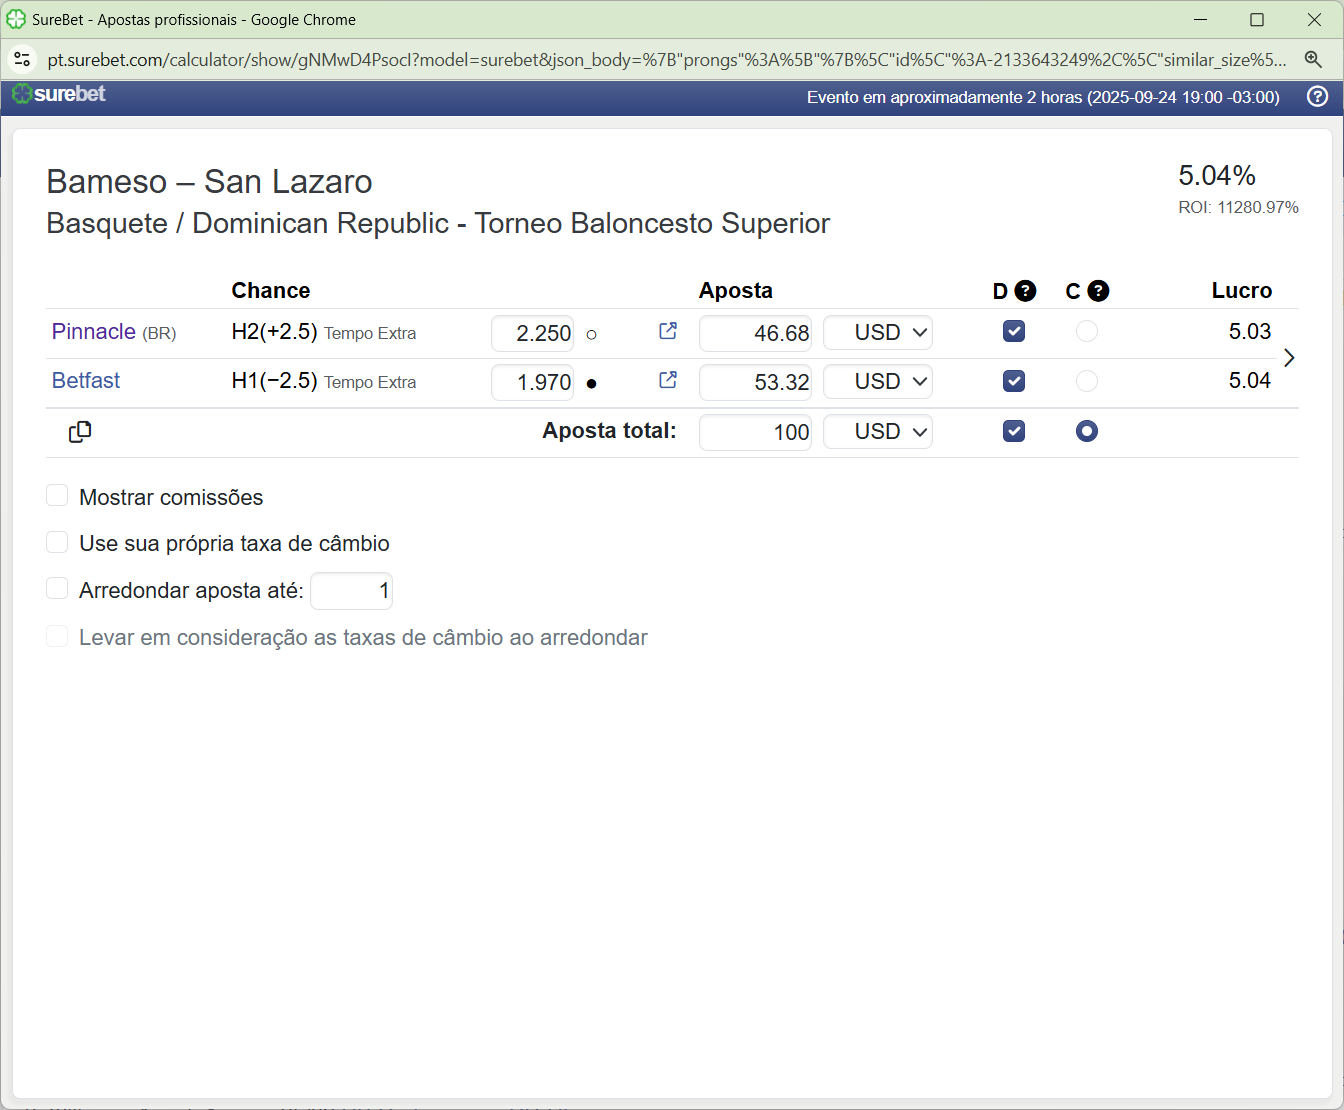 SureBet - Apostas profissionais - Google Chrome
pt.surebet.com/calculator/show/gNMwD4PsocI?model=surebet&json_body=%7B"prongs"%3A%5B"%7B%5C"id%5C"%3A-2133643249%2C%5C"similar_size%5...
surebet
Evento em aproximadamente 2 horas (2025-09-24 19:00 -03:00)
Bameso – San Lazaro
5.04%
Basquete / Dominican Republic - Torneo Baloncesto Superior
ROI: 11280.97%
Chance Aposta D C Lucro
Pinnacle (BR) H2(+2.5) Tempo Extra 2.250 46.68 USD 5.03
Betfast H1(−2.5) Tempo Extra 1.970 53.32 USD 5.04
Aposta total: 100 USD
Mostrar comissões
Use sua própria taxa de câmbio
Arredondar aposta até: 1
Levar em consideração as taxas de câmbio ao arredondar